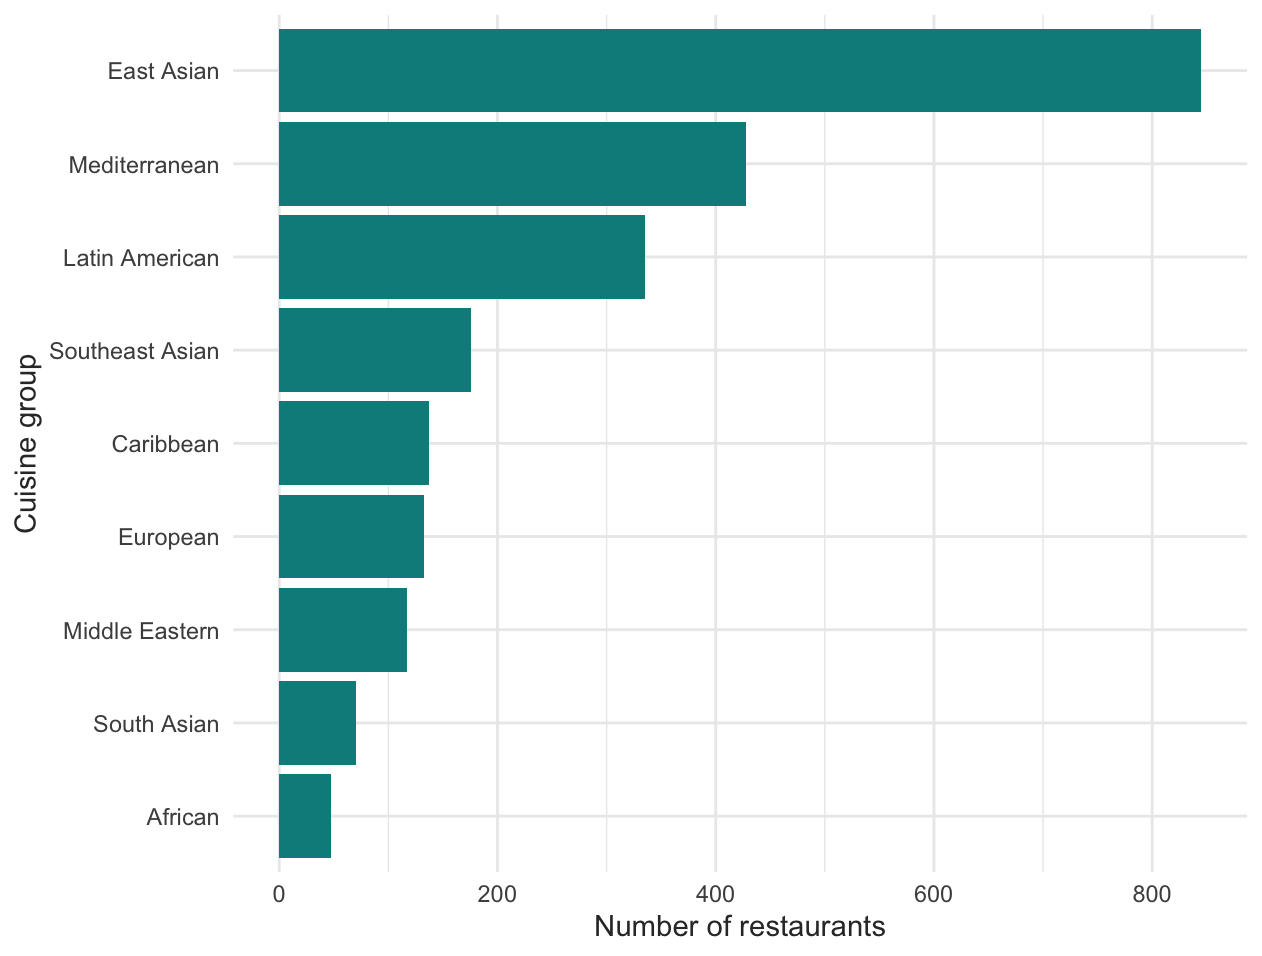 East Asian
Mediterranean
Latin American
Southeast Asian
Caribbean
European
Middle Eastern
South Asian
African
Cuisine group
0 200 400 600 800
Number of restaurants